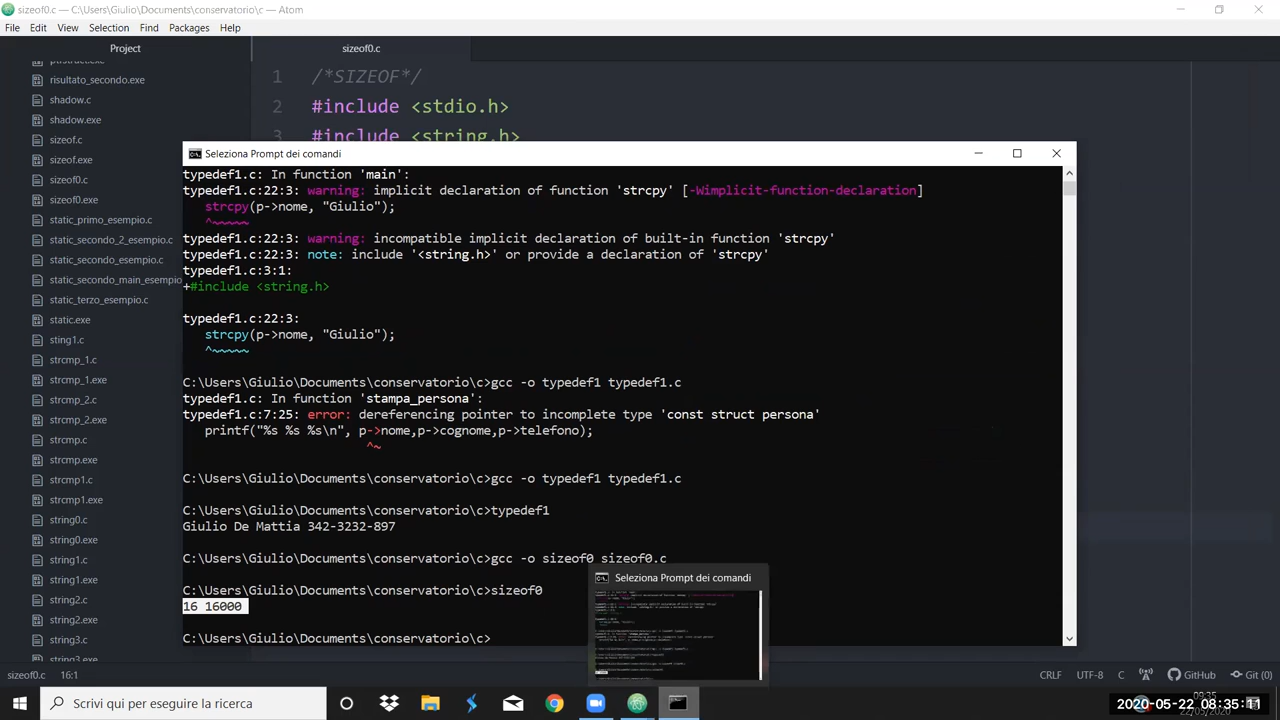 sizeof0.c — C:\Users\Giulio\Documents\conservatorio\c — Atom
File Edit View Selection Find Packages Help
Project
sizeof0.c
ptrstruct.exe
risultato_secondo.exe
shadow.c
shadow.exe
sizeof.c
sizeof.exe
sizeof0.c
sizeof0.exe
static_primo_esempio.c
static_secondo_2_esempio.c
static_secondo_esempio.c
static_secondo_main_esempio
static_terzo_esempio.c
static.exe
sting1.c
strcmp_1.c
strcmp_1.exe
strcmp_2.c
strcmp_2.exe
strcmp.c
strcmp.exe
strcmp1.c
strcmp1.exe
string0.c
string0.exe
string1.c
string1.exe
string2.c
string2.exe
string3.c
string3.exe
1 /*SIZEOF*/
2 #include <stdio.h>
3 #include <string.h>
Seleziona Prompt dei comandi
typedef1.c: In function 'main':
typedef1.c:22:3: warning: implicit declaration of function 'strcpy' [-Wimplicit-function-declaration]
strcpy(p->nome, "Giulio");
^~~~~~
typedef1.c:22:3: warning: incompatible implicit declaration of built-in function 'strcpy'
typedef1.c:22:3: note: include '<string.h>' or provide a declaration of 'strcpy'
typedef1.c:3:1:
+#include <string.h>
typedef1.c:22:3:
strcpy(p->nome, "Giulio");
^~~~~~
C:\Users\Giulio\Documents\conservatorio\c>gcc -o typedef1 typedef1.c
typedef1.c: In function 'stampa_persona':
typedef1.c:7:25: error: dereferencing pointer to incomplete type 'const struct persona'
printf("%s %s %s\n", p->nome,p->cognome,p->telefono);
^~
C:\Users\Giulio\Documents\conservatorio\c>gcc -o typedef1 typedef1.c
C:\Users\Giulio\Documents\conservatorio\c>typedef1
Giulio De Mattia 342-3232-897
C:\Users\Giulio\Documents\conservatorio\c>gcc -o sizeof0 sizeof0.c
C:\Users\Giulio\Documents\conservatorio\c>sizeof0
C:\Users\Giulio\Documents\conservatorio\c>
Seleziona Prompt dei comandi
sizeof0.c
UTF-8 C GitHub Git (0)
Scrivi qui per eseguire la ri
2020-05-22 08:35:11